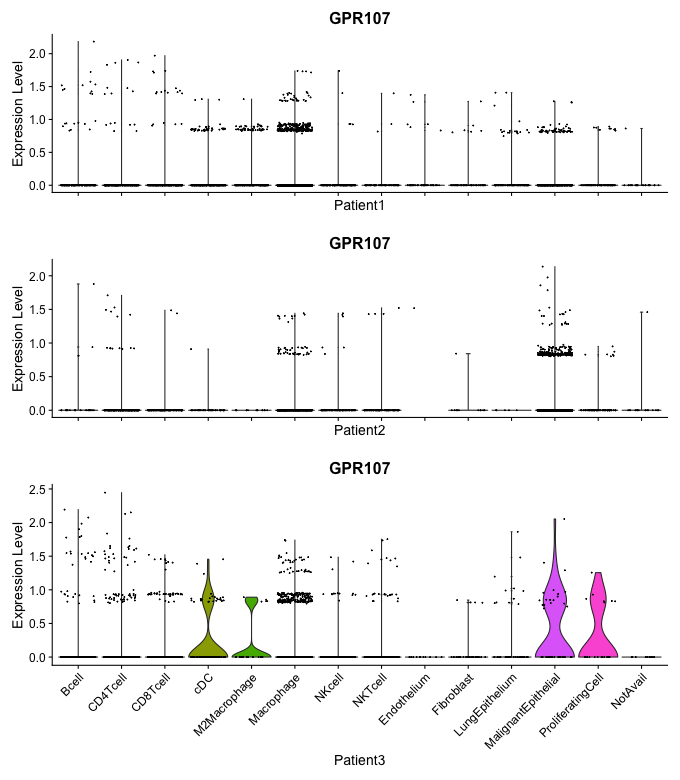 GPR107
Expression Level
2.0
1.5
1.0
0.5
0.0
Patient1
GPR107
Expression Level
2.0
1.5
1.0
0.5
0.0
Patient2
GPR107
Expression Level
2.5
2.0
1.5
1.0
0.5
0.0
Bcell
CD4Tcell
CD8Tcell
cDC
M2Macrophage
Macrophage
NKcell
NKTcell
Endothelium
Fibroblast
LungEpithelium
MalignantEpithelial
ProliferatingCell
NotAvail
Patient3